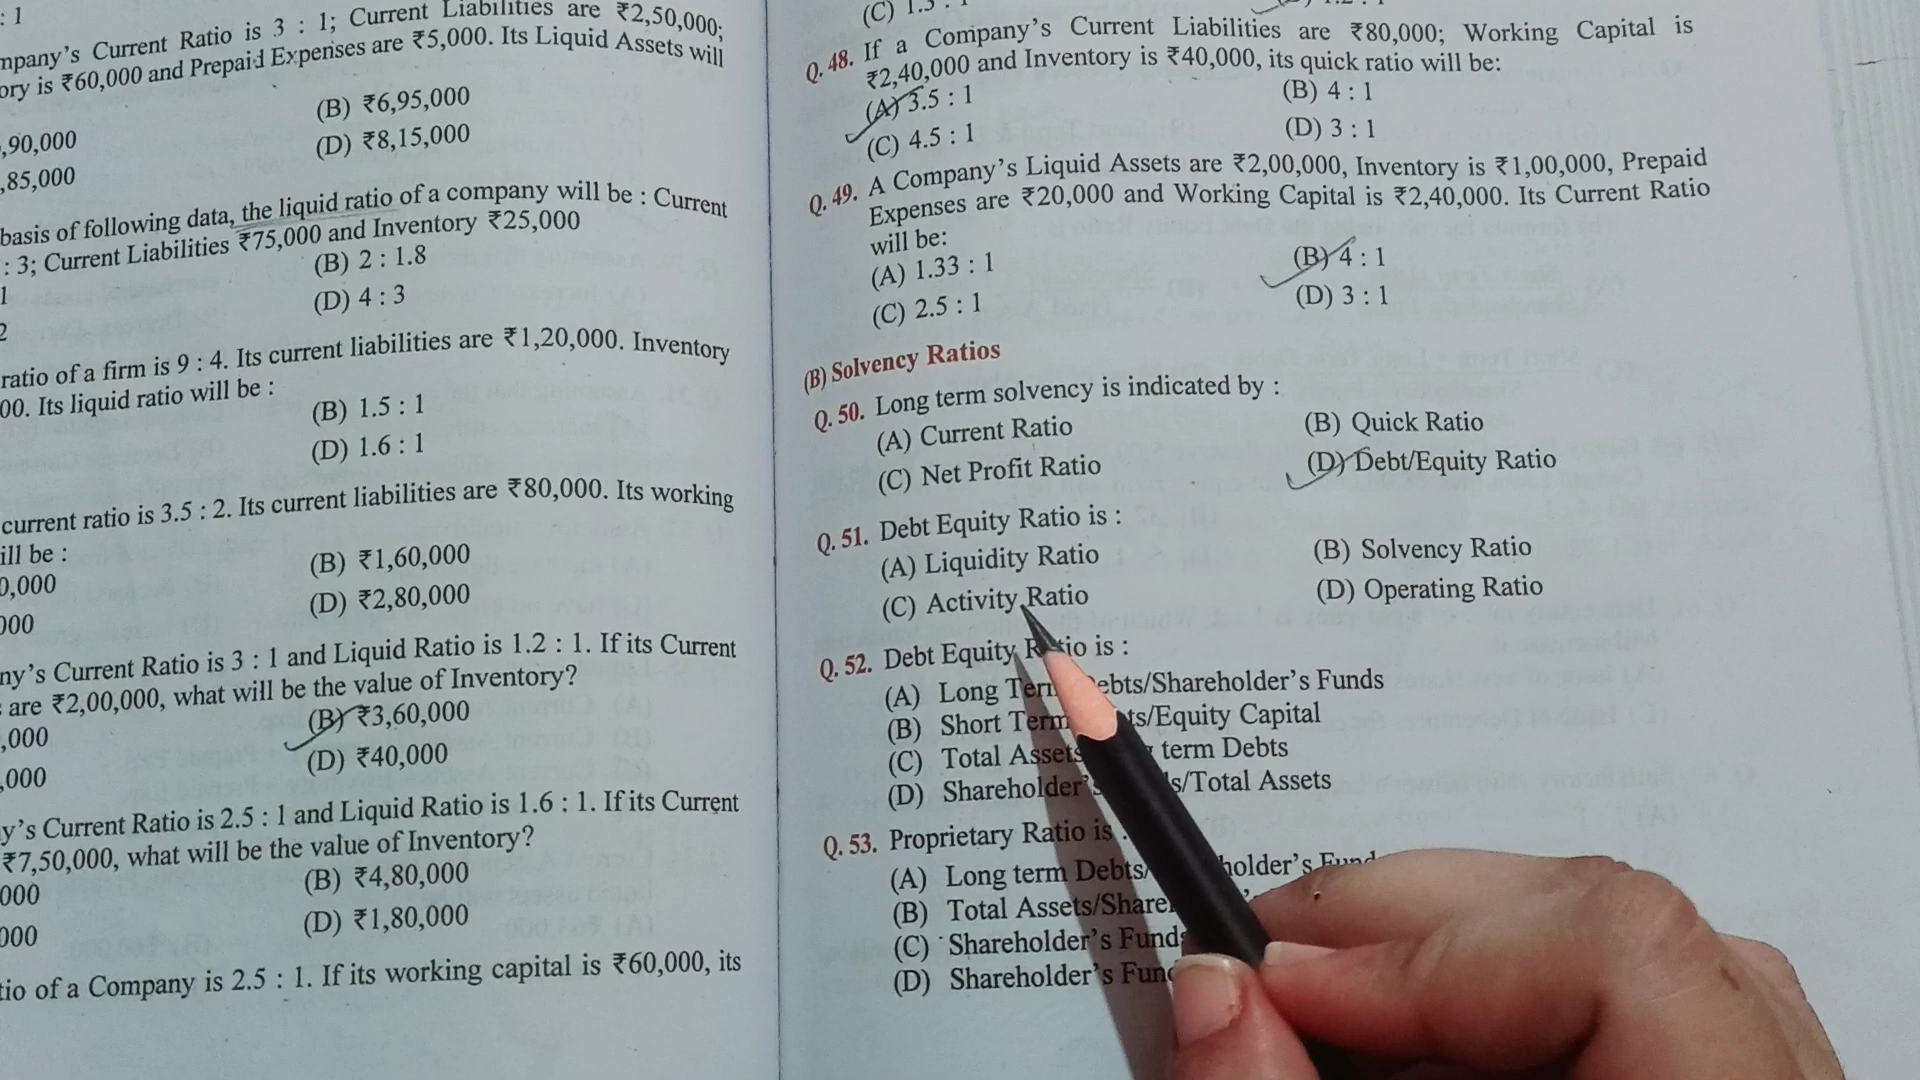 : 1
mpany's Current Ratio is 3 : 1; Current Liabilities are ₹2,50,000;
ory is ₹60,000 and Prepaid Expenses are ₹5,000. Its Liquid Assets will
(B) ₹6,95,000
,90,000
(D) ₹8,15,000
,85,000
basis of following data, the liquid ratio of a company will be : Current
: 3; Current Liabilities ₹75,000 and Inventory ₹25,000
(B) 2 : 1.8
1
(D) 4 : 3
2
ratio of a firm is 9 : 4. Its current liabilities are ₹1,20,000. Inventory
00. Its liquid ratio will be :
(B) 1.5 : 1
(D) 1.6 : 1
current ratio is 3.5 : 2. Its current liabilities are ₹80,000. Its working
ill be :
(B) ₹1,60,000
0,000
(D) ₹2,80,000
000
ny's Current Ratio is 3 : 1 and Liquid Ratio is 1.2 : 1. If its Current
are ₹2,00,000, what will be the value of Inventory?
(B) ₹3,60,000
,000
(D) ₹40,000
,000
y's Current Ratio is 2.5 : 1 and Liquid Ratio is 1.6 : 1. If its Current
₹7,50,000, what will be the value of Inventory?
(B) ₹4,80,000
000
(D) ₹1,80,000
000
tio of a Company is 2.5 : 1. If its working capital is ₹60,000, its
(C)
Q. 48. If a Company's Current Liabilities are ₹80,000; Working Capital is
₹2,40,000 and Inventory is ₹40,000, its quick ratio will be:
(A) 3.5 : 1
(B) 4 : 1
(C) 4.5 : 1
(D) 3 : 1
Q. 49. A Company's Liquid Assets are ₹2,00,000, Inventory is ₹1,00,000, Prepaid
Expenses are ₹20,000 and Working Capital is ₹2,40,000. Its Current Ratio
will be:
(A) 1.33 : 1
(B) 4 : 1
(C) 2.5 : 1
(D) 3 : 1
(B) Solvency Ratios
Q. 50. Long term solvency is indicated by :
(A) Current Ratio
(B) Quick Ratio
(C) Net Profit Ratio
(D) Debt/Equity Ratio
Q. 51. Debt Equity Ratio is :
(A) Liquidity Ratio
(B) Solvency Ratio
(C) Activity Ratio
(D) Operating Ratio
Q. 52. Debt Equity Ratio is :
(A) Long Term Debts/Shareholder's Funds
(B) Short Term ts/Equity Capital
(C) Total Assets term Debts
(D) Shareholder's s/Total Assets
Q. 53. Proprietary Ratio is :
(A) Long term Debts/ holder's Fund
(B) Total Assets/Share
(C) Shareholder's Funds
(D) Shareholder's Fun